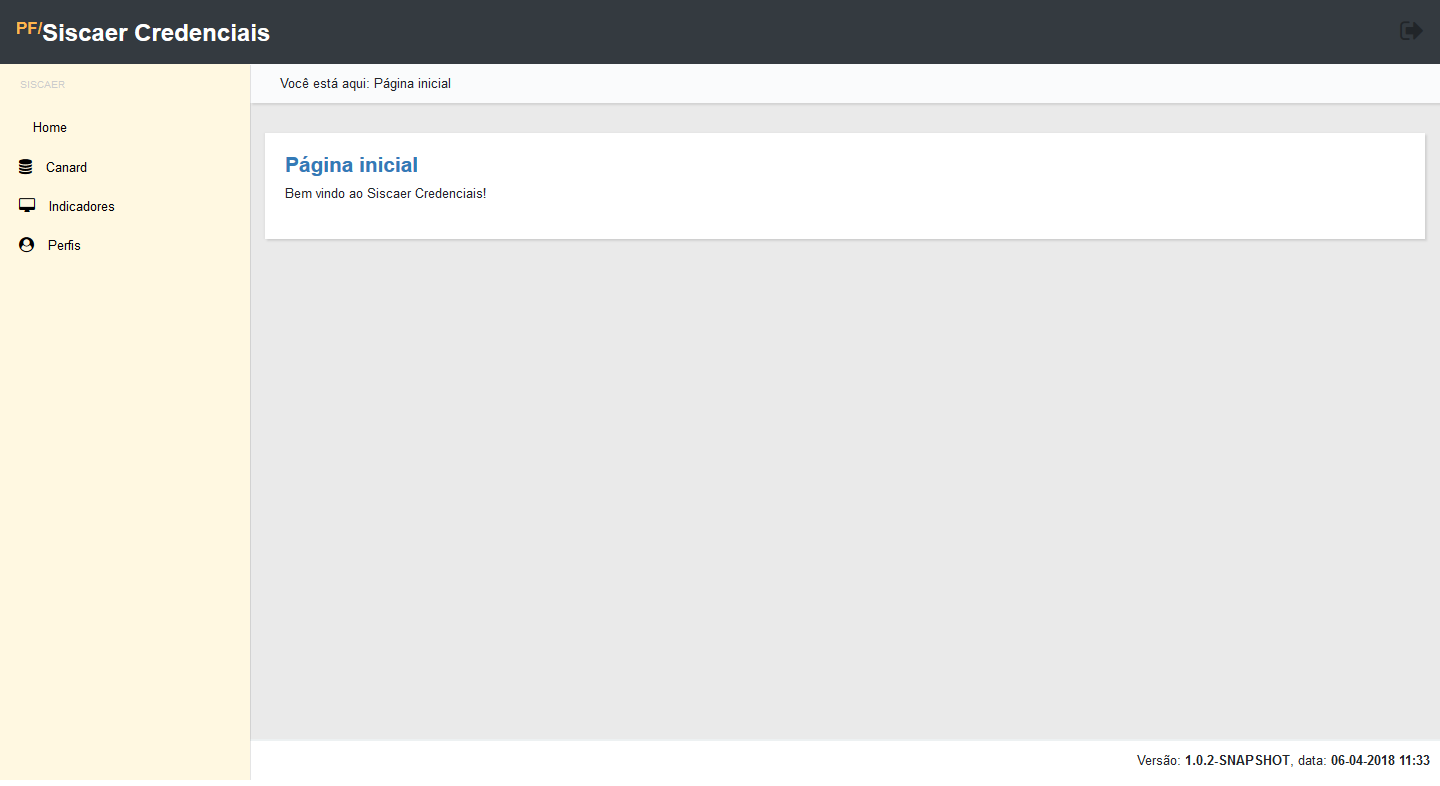 PF/Siscaer Credenciais
SISCAER
Você está aqui: Página inicial
Home
Canard
Indicadores
Perfis
Página inicial
Bem vindo ao Siscaer Credenciais!
Versão: 1.0.2-SNAPSHOT, data: 06-04-2018 11:33